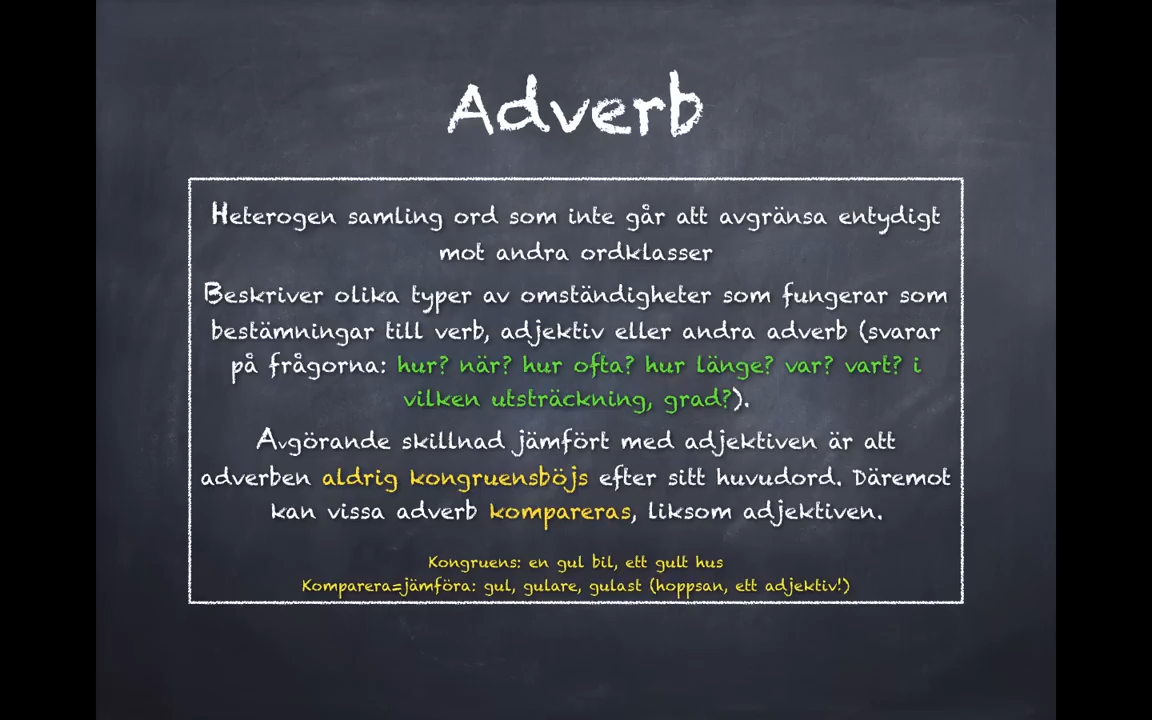 Adverb
Heterogen samling ord som inte går att avgränsa entydigt
mot andra ordklasser
Beskriver olika typer av omständigheter som fungerar som
bestämningar till verb, adjektiv eller andra adverb (svarar
på frågorna: hur? när? hur ofta? hur länge? var? vart? i
vilken utsträckning, grad?).
Avgörande skillnad jämfört med adjektiven är att
adverben aldrig kongruensböjs efter sitt huvudord. Däremot
kan vissa adverb kompareras, liksom adjektiven.
Kongruens: en gul bil, ett gult hus
Komparera=jämföra: gul, gulare, gulast (hoppsan, ett adjektiv!)